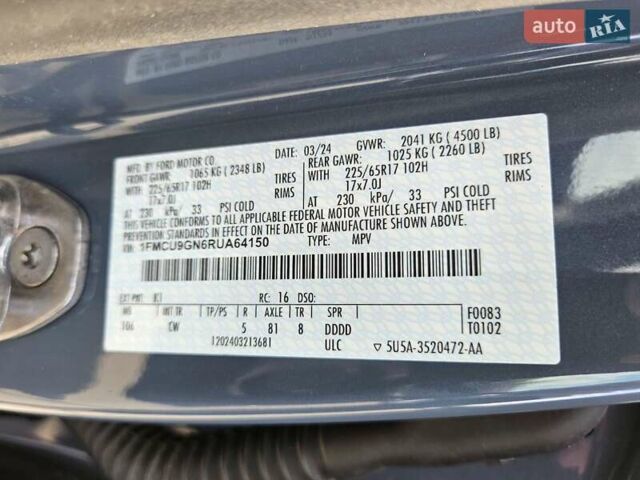 auto RIA
MFD. BY FORD MOTOR CO. DATE: 03/24 GVWR: 2041 KG ( 4500 LB)
FRONT GAWR: 1065 KG ( 2348 LB) REAR GAWR: 1025 KG ( 2260 LB)
WITH 225/65R17 102H TIRES WITH 225/65R17 102H TIRES
17x7.0J RIMS 17x7.0J RIMS
AT 230 kPa/ 33 PSI COLD AT 230 kPa/ 33 PSI COLD
THIS VEHICLE CONFORMS TO ALL APPLICABLE FEDERAL MOTOR VEHICLE SAFETY AND THEFT
PREVENTION STANDARDS IN EFFECT ON THE DATE OF MANUFACTURE SHOWN ABOVE.
VIN: 1FMCU9GN6RUA64150 TYPE: MPV
EXT PNT: K1 RC: 16 DSO: F0083
INT TR TP/PS R AXLE TR SPR T0102
106 CW 5 81 8 DDDD
1202403213681 ULC 5U5A-3520472-AA